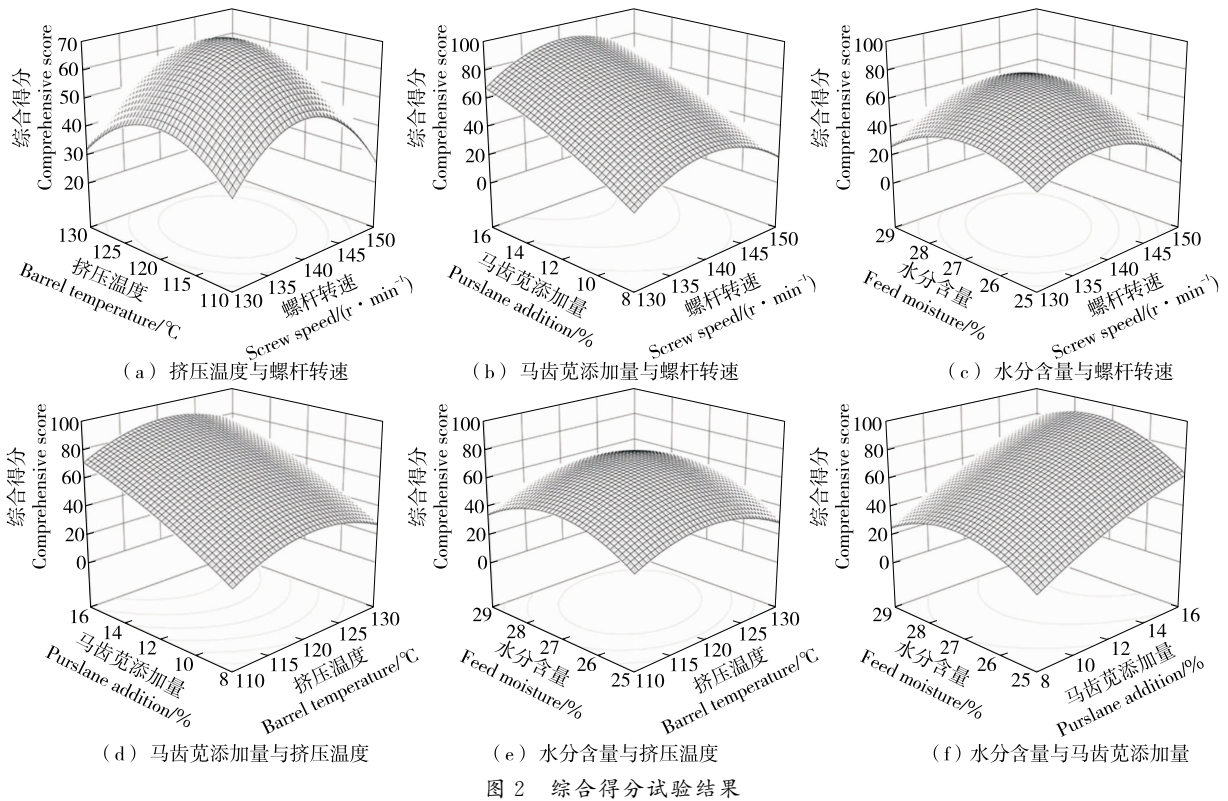 综合得分
Comprehensive score
70
60
50
40
30
20
130
125
120
115
110
挤压温度
Barrel temperature/℃
130
135
140
145
150
螺杆转速
Screw speed/(r·min⁻¹)
(a) 挤压温度与螺杆转速
综合得分
Comprehensive score
100
80
60
40
20
0
16
14
12
10
8
马齿苋添加量
Purslane addition/%
130
135
140
145
150
螺杆转速
Screw speed/(r·min⁻¹)
(b) 马齿苋添加量与螺杆转速
综合得分
Comprehensive score
100
80
60
40
20
0
29
28
27
26
25
水分含量
Feed moisture/%
130
135
140
145
150
螺杆转速
Screw speed/(r·min⁻¹)
(c) 水分含量与螺杆转速
综合得分
Comprehensive score
100
80
60
40
20
0
16
14
12
10
8
马齿苋添加量
Purslane addition/%
110
115
120
125
130
挤压温度
Barrel temperature/℃
(d) 马齿苋添加量与挤压温度
综合得分
Comprehensive score
100
80
60
40
20
0
29
28
27
26
25
水分含量
Feed moisture/%
110
115
120
125
130
挤压温度
Barrel temperature/℃
(e) 水分含量与挤压温度
综合得分
Comprehensive score
100
80
60
40
20
0
29
28
27
26
25
水分含量
Feed moisture/%
8
10
12
14
16
马齿苋添加量
Purslane addition/%
(f) 水分含量与马齿苋添加量
图 2 综合得分试验结果